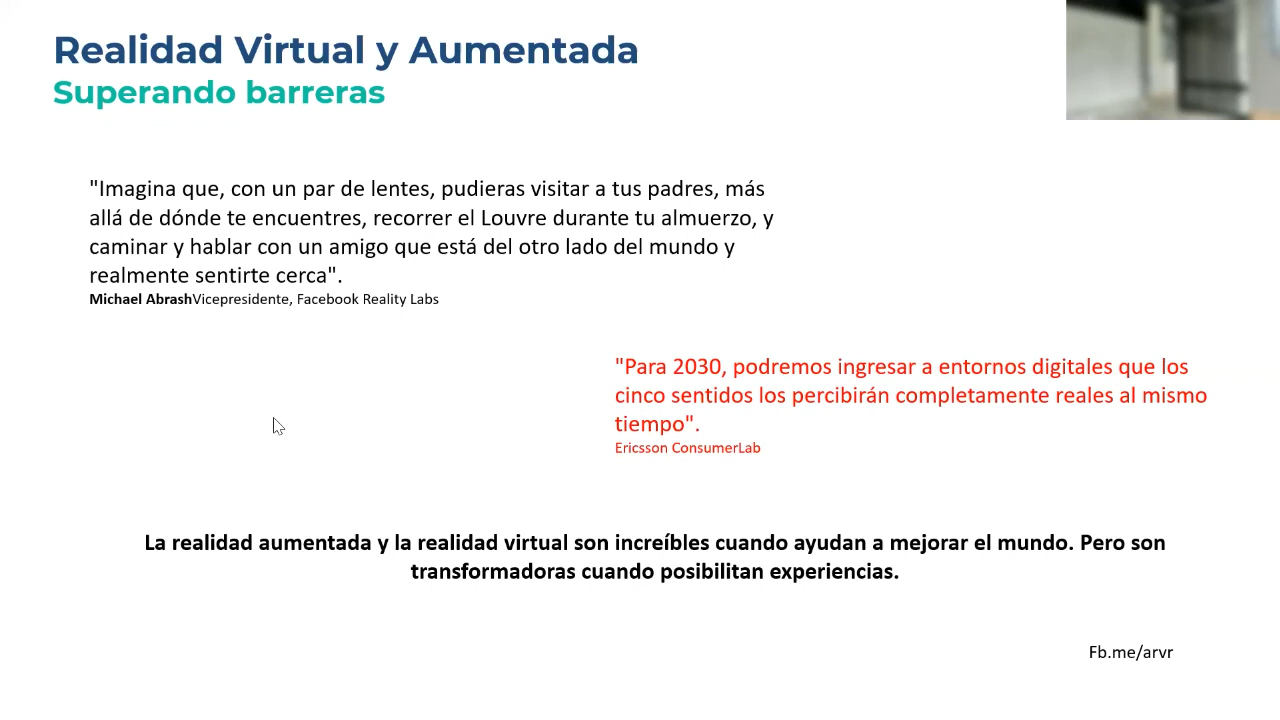 Realidad Virtual y Aumentada
Superando barreras
"Imagina que, con un par de lentes, pudieras visitar a tus padres, más
allá de dónde te encuentres, recorrer el Louvre durante tu almuerzo, y
caminar y hablar con un amigo que está del otro lado del mundo y
realmente sentirte cerca".
Michael AbrashVicepresidente, Facebook Reality Labs
"Para 2030, podremos ingresar a entornos digitales que los
cinco sentidos los percibirán completamente reales al mismo
tiempo".
Ericsson ConsumerLab
La realidad aumentada y la realidad virtual son increíbles cuando ayudan a mejorar el mundo. Pero son
transformadoras cuando posibilitan experiencias.
Fb.me/arvr